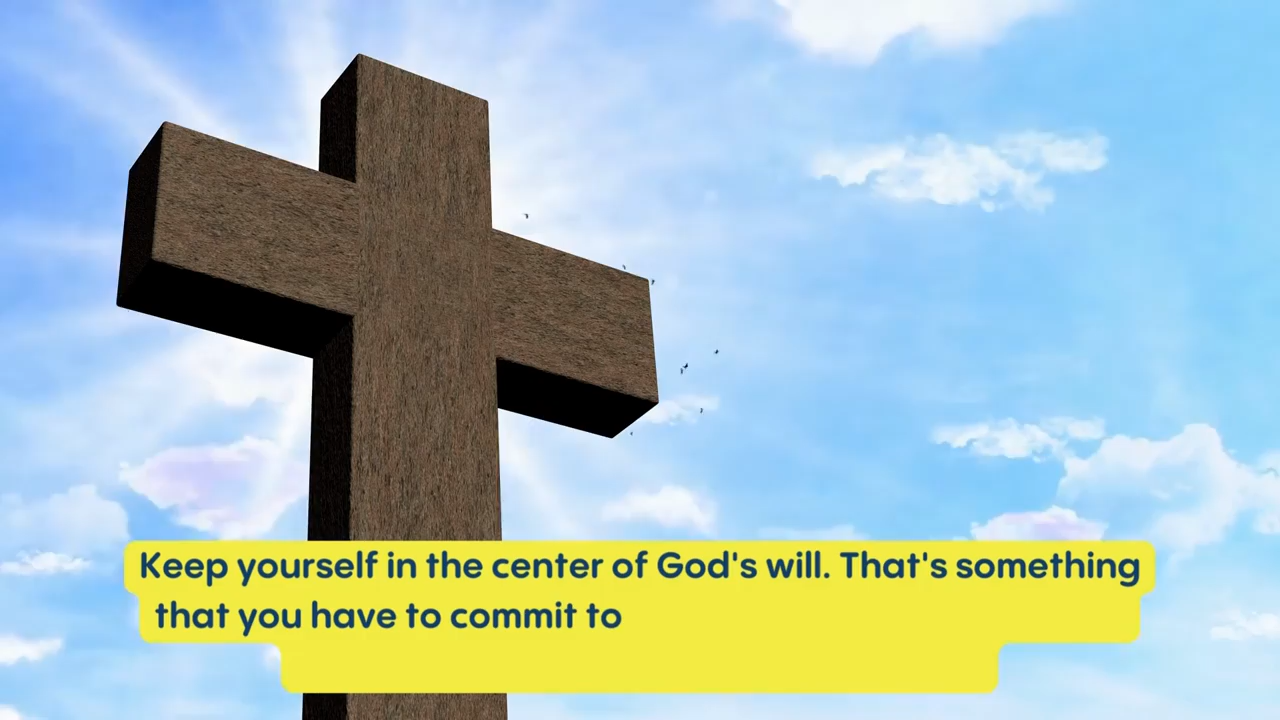 Keep yourself in the center of God's will. That's something
that you have to commit to